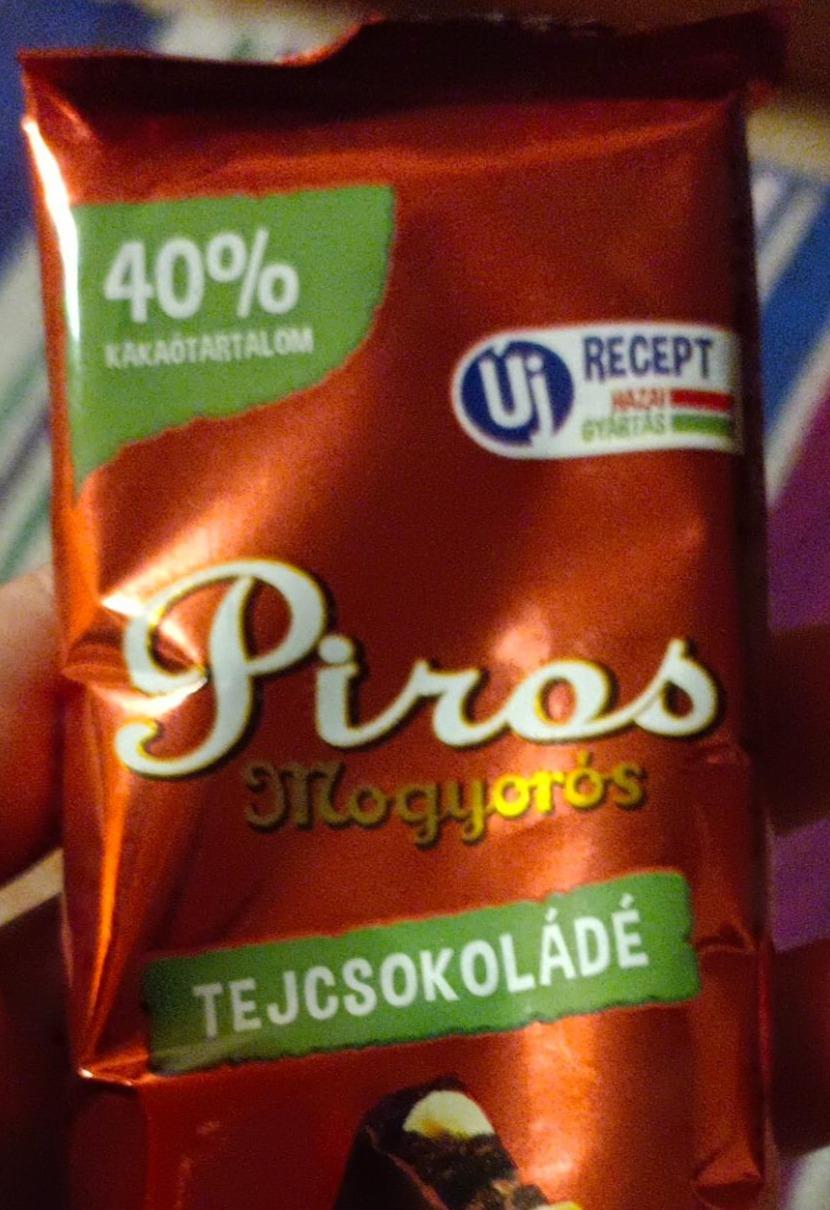 40%
KAKAÓTARTALOM
Új RECEPT
HAZAI
GYÁRTÁS
Piros
Mogyorós
TEJCSOKOLÁDÉ